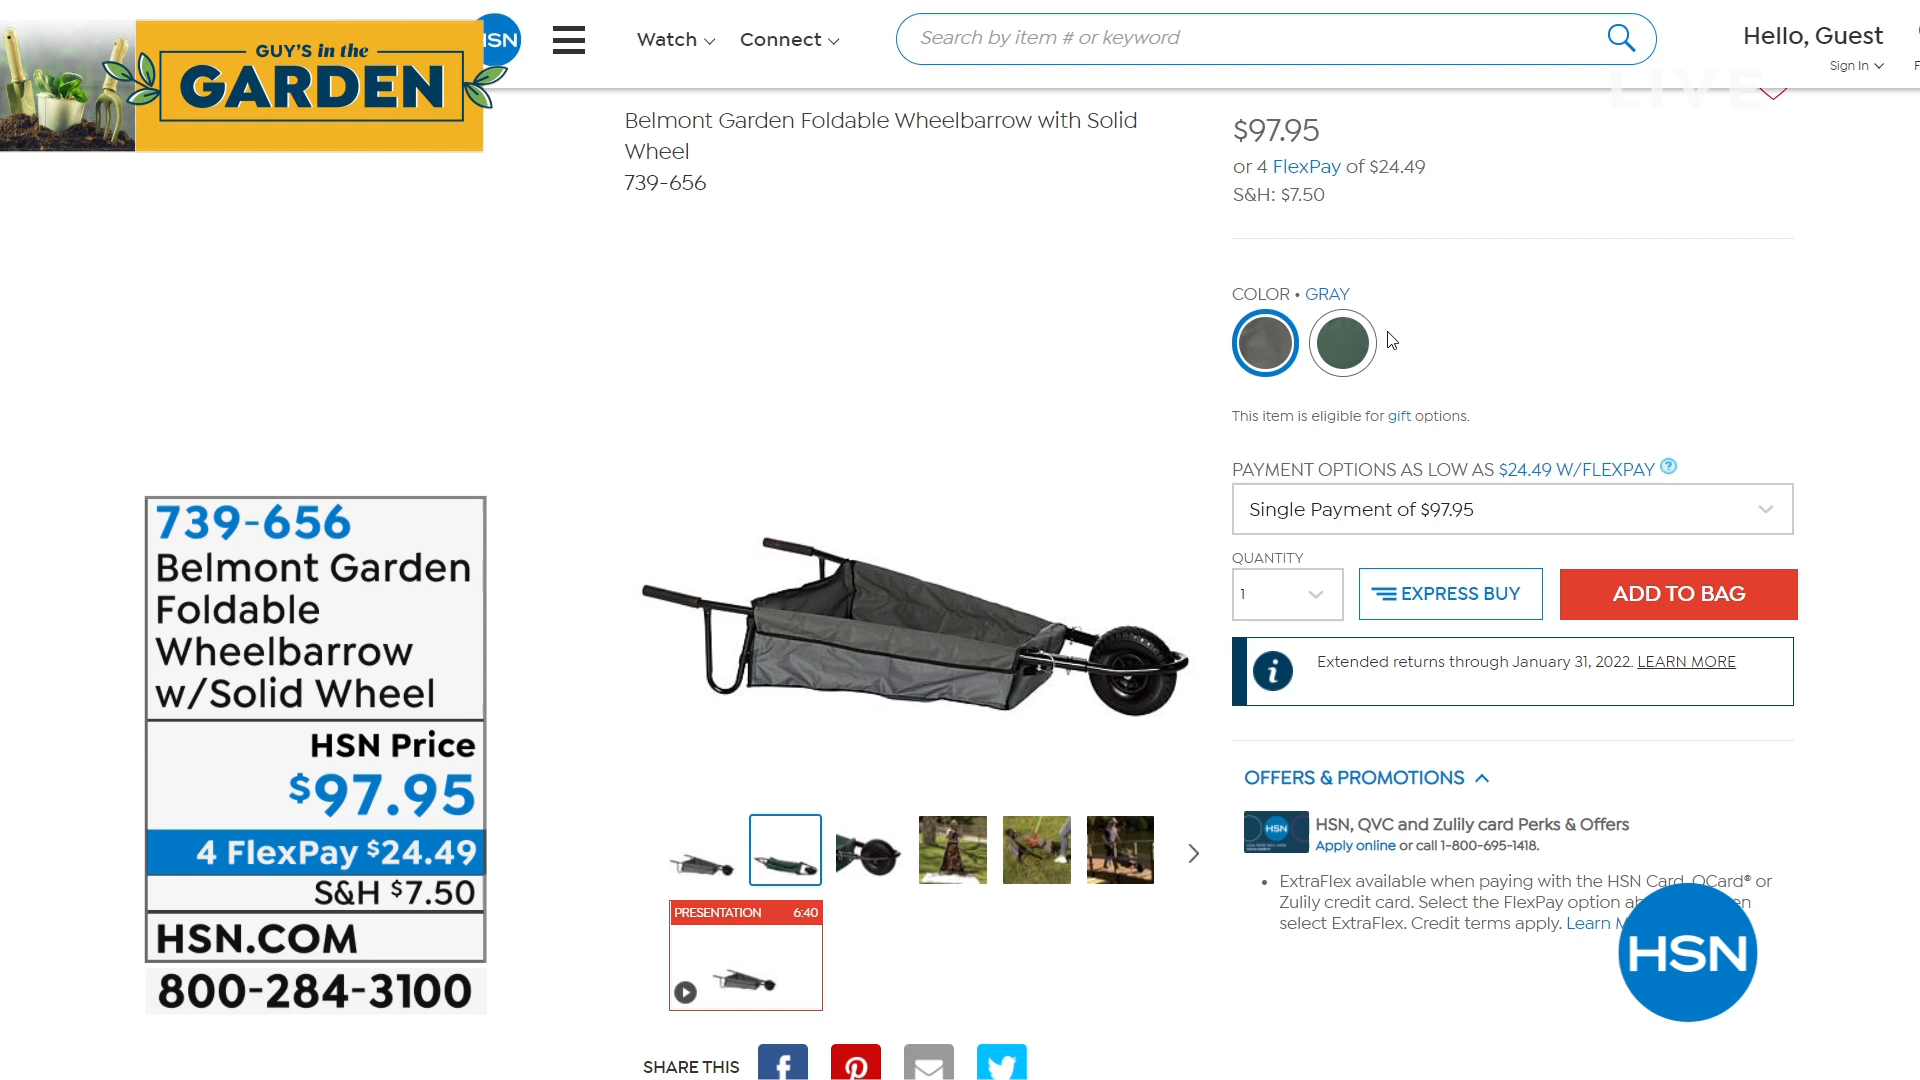 GUY'S in the
GARDEN
HSN
Watch
Connect
Search by item # or keyword
Hello, Guest
Sign In
LIVE
Belmont Garden Foldable Wheelbarrow with Solid
Wheel
739-656
$97.95
or 4 FlexPay of $24.49
S&H: $7.50
COLOR • GRAY
This item is eligible for gift options.
PAYMENT OPTIONS AS LOW AS $24.49 W/FLEXPAY ?
Single Payment of $97.95
QUANTITY
1
EXPRESS BUY
ADD TO BAG
i
Extended returns through January 31, 2022. LEARN MORE
OFFERS & PROMOTIONS
HSN
HSN, QVC and Zulily card Perks & Offers
Apply online or call 1-800-695-1418.
• ExtraFlex available when paying with the HSN Card, QCard® or
Zulily credit card. Select the FlexPay option
select ExtraFlex. Credit terms apply. Learn
HSN
739-656
Belmont Garden
Foldable
Wheelbarrow
w/Solid Wheel
HSN Price
$97.95
4 FlexPay $24.49
S&H $7.50
HSN.COM
800-284-3100
PRESENTATION 6:40
SHARE THIS